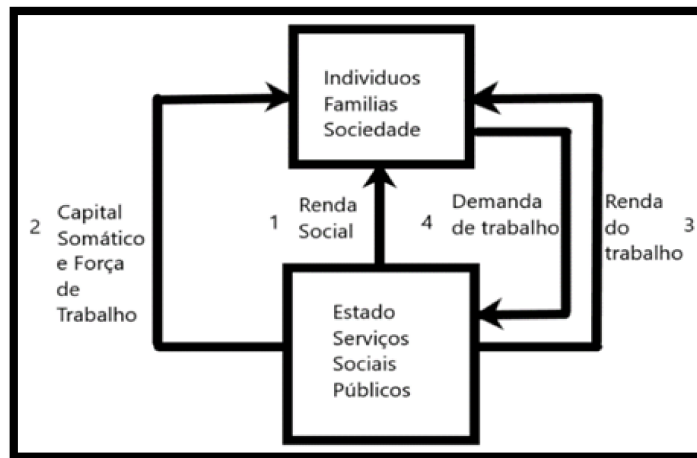 Individuos
Familias
Sociedade
2
Capital
Somático
e Força
de
Trabalho
1
Renda
Social
4
Demanda
de trabalho
Renda
do
trabalho
3
Estado
Serviços
Sociais
Públicos